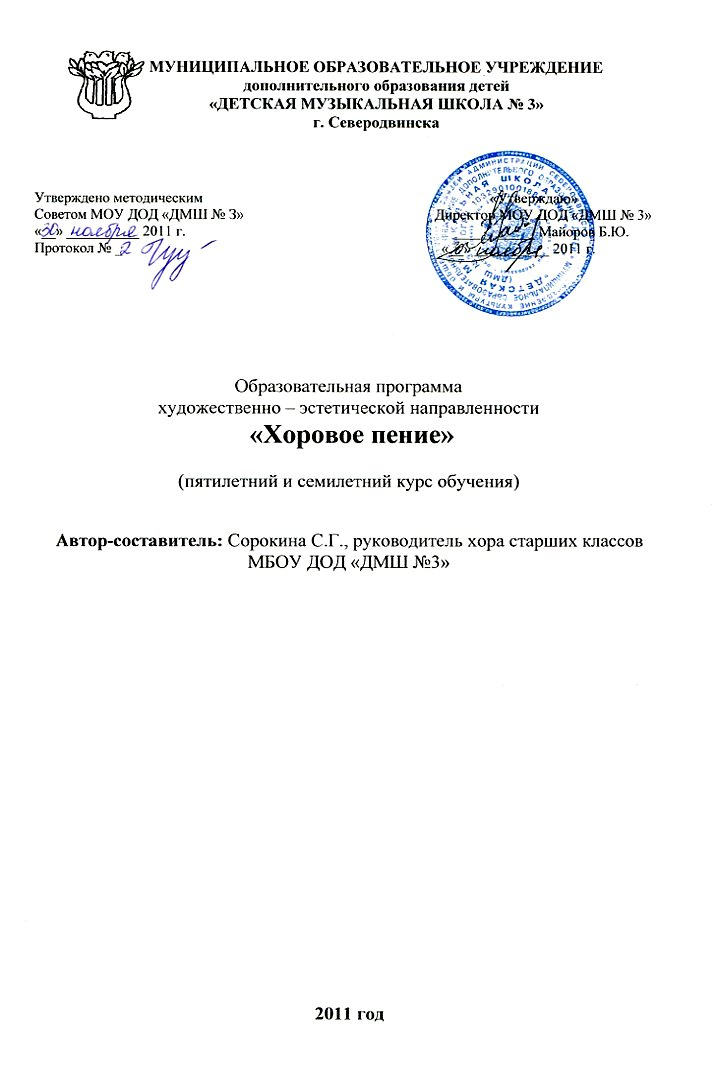 МУНИЦИПАЛЬНОЕ ОБРАЗОВАТЕЛЬНОЕ УЧРЕЖДЕНИЕ
дополнительного образования детей
«ДЕТСКАЯ МУЗЫКАЛЬНАЯ ШКОЛА № 3»
г. Северодвинска
Утверждено методическим
Советом МОУ ДОД «ДМШ № 3»
«30» ноября 2011 г.
Протокол № 2
«Утверждаю»
Директор МОУ ДОД «ДМШ № 3»
Майоров Б.Ю.
ноября 2011 г.
Образовательная программа
художественно – эстетической направленности
«Хоровое пение»
(пятилетний и семилетний курс обучения)
Автор-составитель: Сорокина С.Г., руководитель хора старших классов
МБОУ ДОД «ДМШ №3»
2011 год